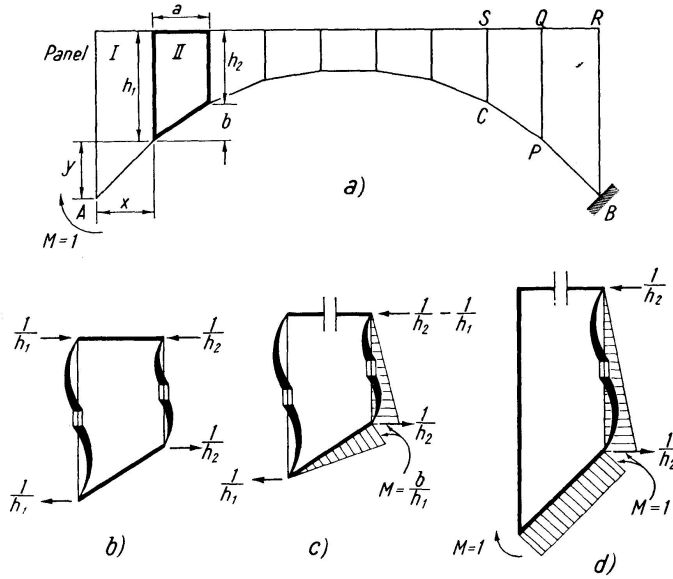 a
S Q R
Panel I II h₂
h₁
b
C
y
P
a)
A
x
B
M=1
1/h₁ 1/h₂
1/h₂
1/h₁
b)
1/h₂ - 1/h₁
1/h₂
1/h₁
M = b/h₁
c)
1/h₂
1/h₂
M=1
M=1
d)